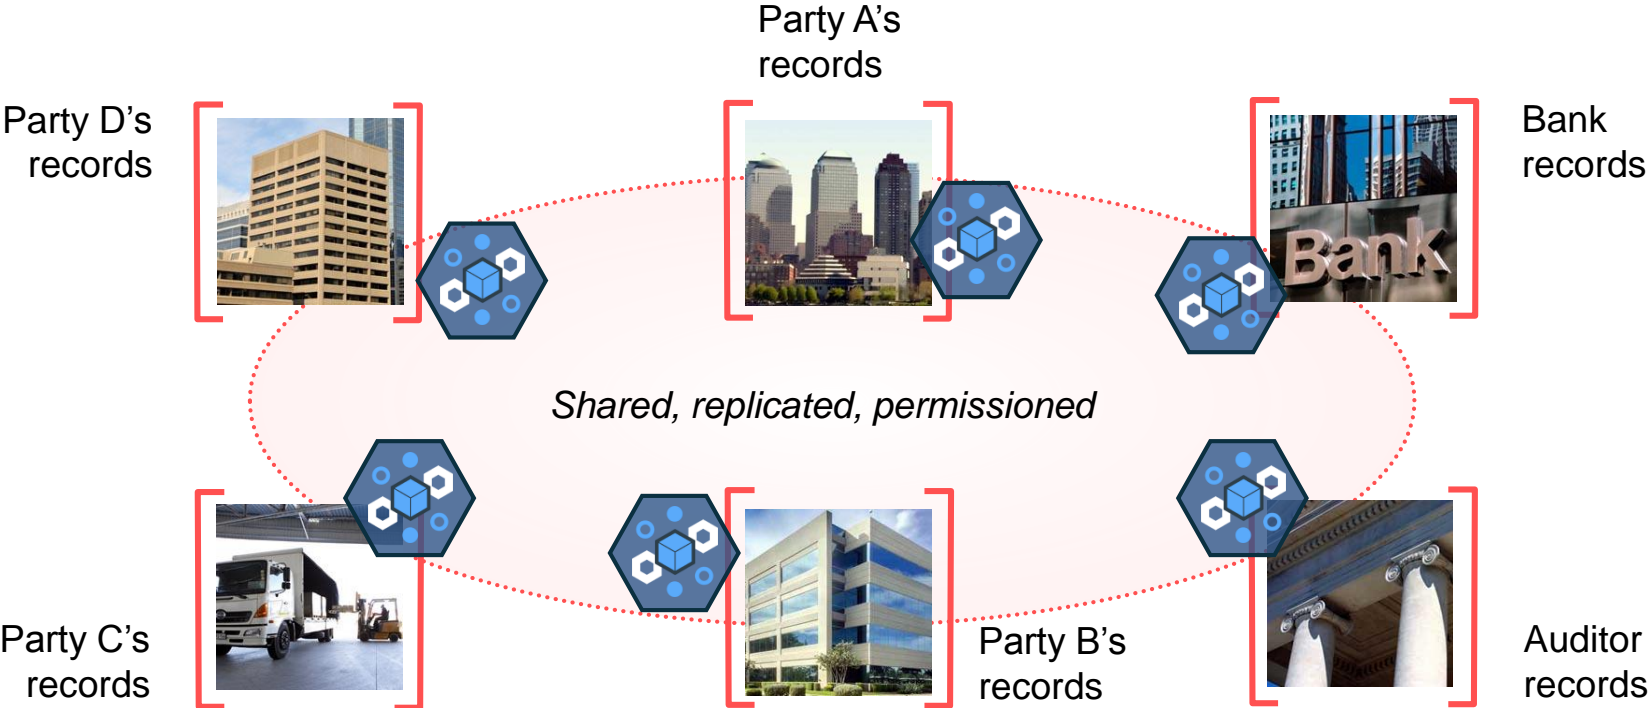 Party A’s
records
Party D’s
records
Bank
records
Bank
Shared, replicated, permissioned
Party C’s
records
Party B’s
records
Auditor
records